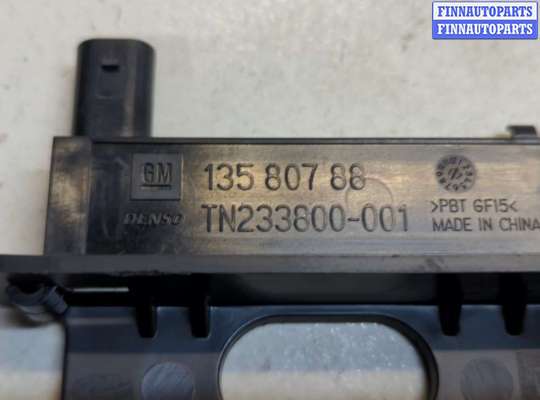 FINNAUTOPARTS
FINNAUTOPARTS
GM
135 807 88
DENSO
TN233800-001
>PBT GF15<
MADE IN CHINA